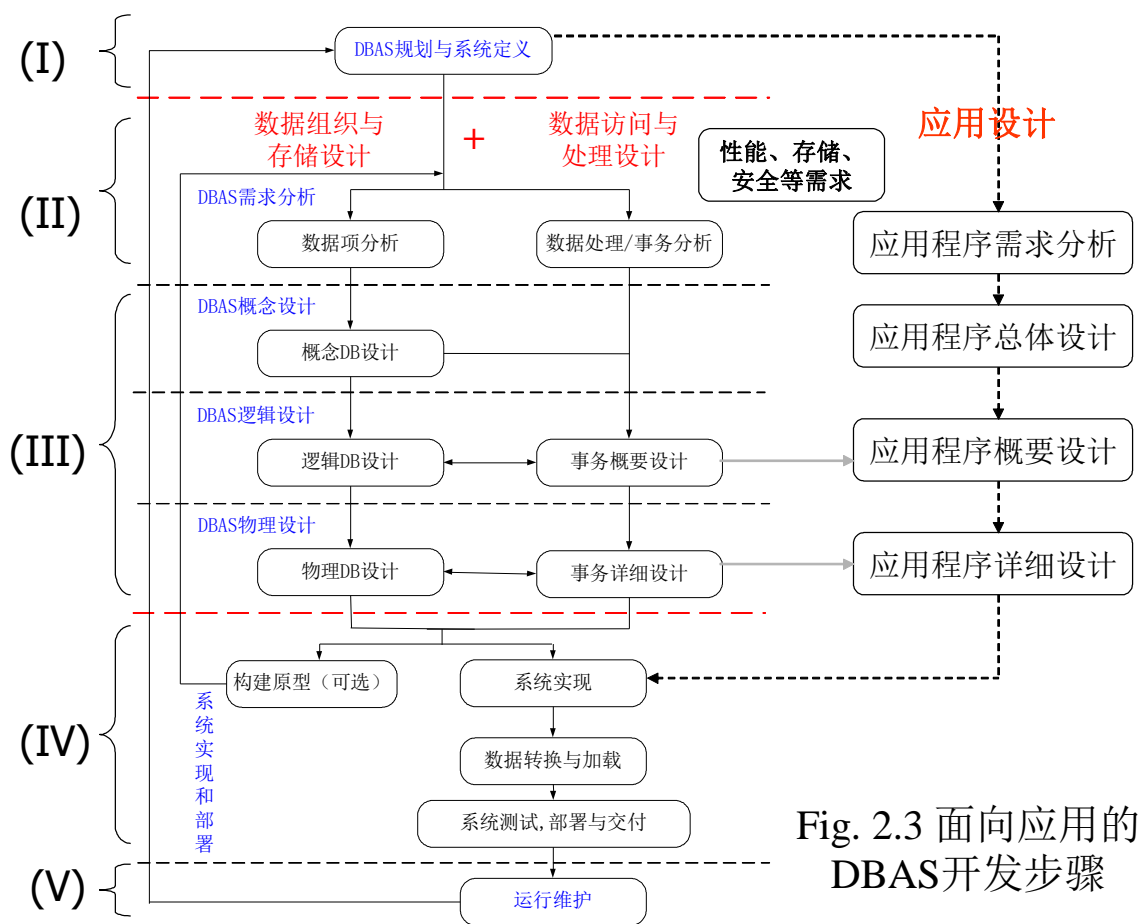 (I)
DBAS规划与系统定义
数据组织与
存储设计
+
数据访问与
处理设计
应用设计
性能、存储、
安全等需求
(II)
DBAS需求分析
数据项分析
数据处理/事务分析
应用程序需求分析
DBAS概念设计
概念DB设计
应用程序总体设计
(III)
DBAS逻辑设计
逻辑DB设计
事务概要设计
应用程序概要设计
DBAS物理设计
物理DB设计
事务详细设计
应用程序详细设计
(IV)
构建原型（可选）
系统实现
系统实现和部署
数据转换与加载
系统测试,部署与交付
(V)
运行维护
Fig. 2.3 面向应用的
DBAS开发步骤